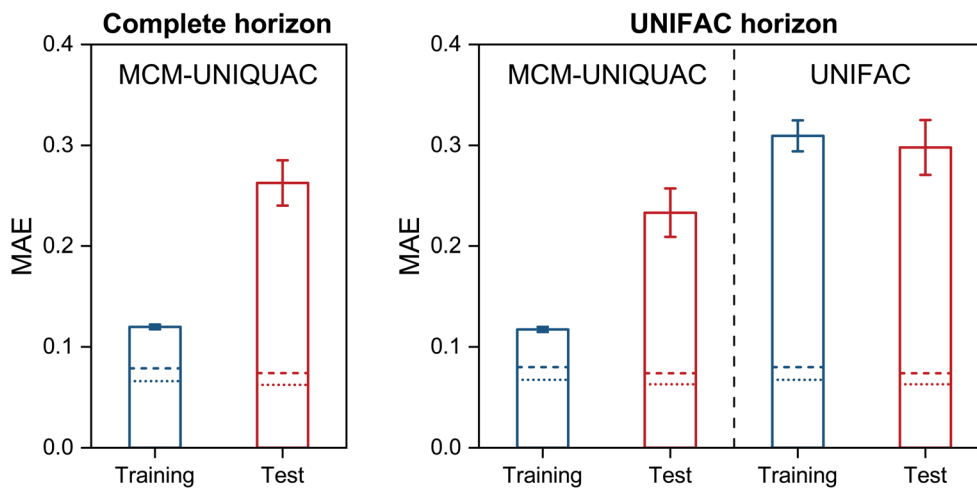 Complete horizon
MCM-UNIQUAC
MAE
0.4
0.3
0.2
0.1
0.0
Training Test
UNIFAC horizon
MCM-UNIQUAC UNIFAC
MAE
0.4
0.3
0.2
0.1
0.0
Training Test Training Test